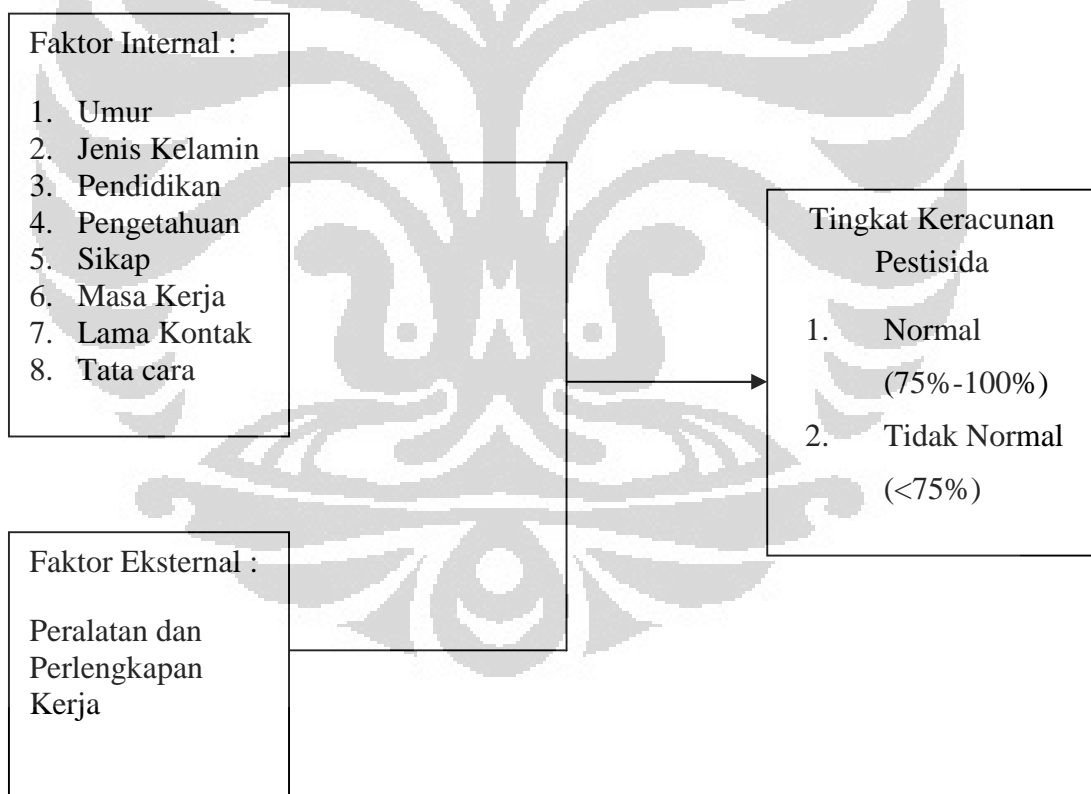 Faktor Internal :
1. Umur
2. Jenis Kelamin
3. Pendidikan
4. Pengetahuan
5. Sikap
6. Masa Kerja
7. Lama Kontak
8. Tata cara
Tingkat Keracunan
Pestisida
1. Normal
(75%-100%)
2. Tidak Normal
(<75%)
Faktor Eksternal :
Peralatan dan
Perlengkapan
Kerja